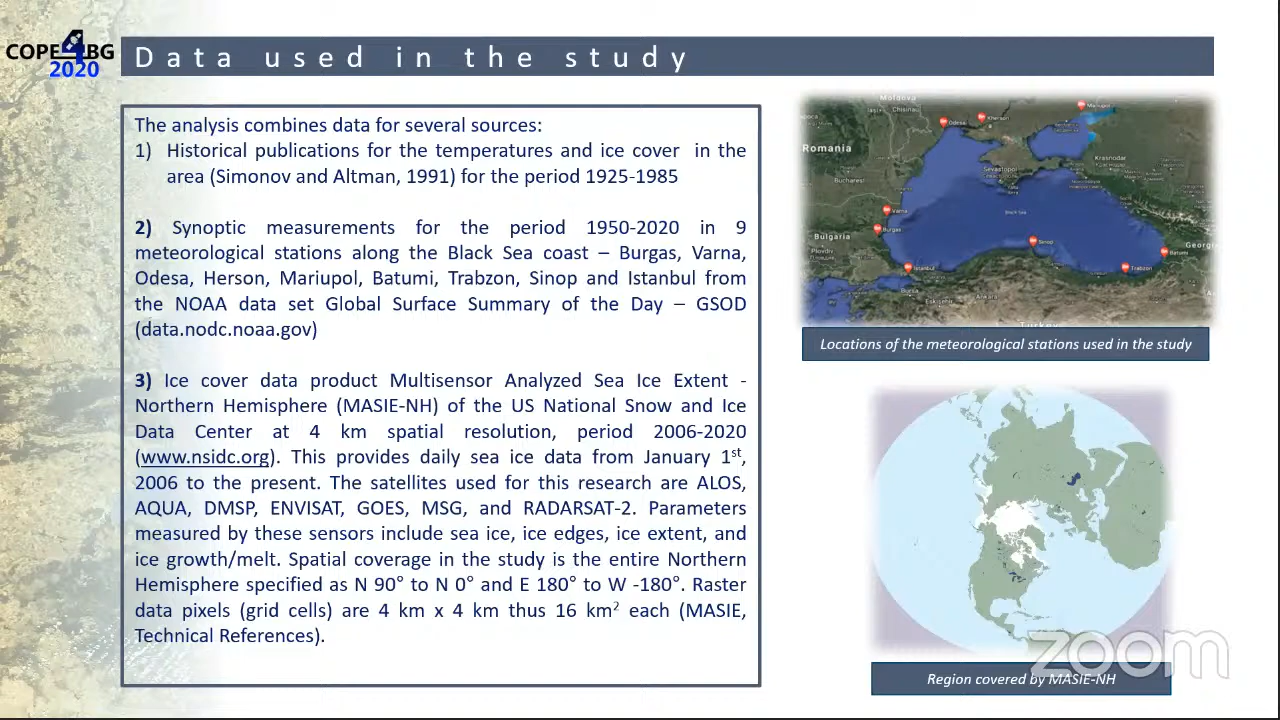 COPE4BG
2020
Data used in the study
The analysis combines data for several sources:
1) Historical publications for the temperatures and ice cover in the
area (Simonov and Altman, 1991) for the period 1925-1985
2) Synoptic measurements for the period 1950-2020 in 9
meteorological stations along the Black Sea coast – Burgas, Varna,
Odesa, Herson, Mariupol, Batumi, Trabzon, Sinop and Istanbul from
the NOAA data set Global Surface Summary of the Day – GSOD
(data.nodc.noaa.gov)
3) Ice cover data product Multisensor Analyzed Sea Ice Extent -
Northern Hemisphere (MASIE-NH) of the US National Snow and Ice
Data Center at 4 km spatial resolution, period 2006-2020
(www.nsidc.org). This provides daily sea ice data from January 1st,
2006 to the present. The satellites used for this research are ALOS,
AQUA, DMSP, ENVISAT, GOES, MSG, and RADARSAT-2. Parameters
measured by these sensors include sea ice, ice edges, ice extent, and
ice growth/melt. Spatial coverage in the study is the entire Northern
Hemisphere specified as N 90° to N 0° and E 180° to W -180°. Raster
data pixels (grid cells) are 4 km x 4 km thus 16 km2 each (MASIE,
Technical References).
Moldova
Chisinau
Odesa
Kherson
Mariupol
Romania
Krasnodar
Краснодар
Sevastopol
Bucharest
Varna
Black Sea
Burgas
Bulgaria
Sinop
Georgia
Plovdiv
Пловдив
Batumi
Istanbul
Trabzon
Bursa
Ankara
Eskişehir
Turkey
Locations of the meteorological stations used in the study
Region covered by MASIE-NH
zoom